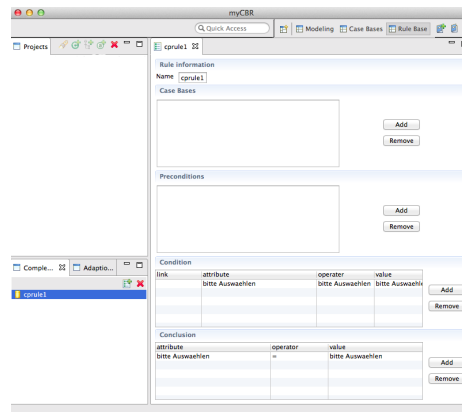 myCBR
Quick Access
Modeling Case Bases Rule Base
Projects
cprule1
Rule information
Name cprule1
Case Bases
Add
Remove
Preconditions
Add
Remove
Comple... Adaptio...
cprule1
Condition
link attribute operater value
bitte Auswaehlen bitte Auswaehlen bitte Auswaehle
Add
Remove
Conclusion
attribute operator value
bitte Auswaehlen = bitte Auswaehlen
Add
Remove